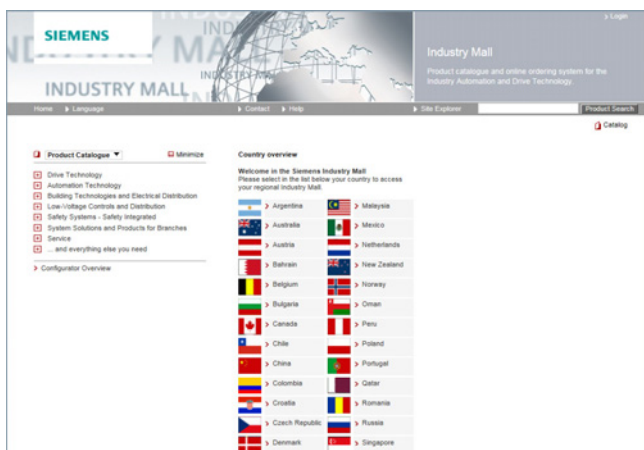 SIEMENS
INDUSTRY MALL
Login
Industry Mall
Product catalogue and online ordering system for the
Industry Automation and Drive Technology.
Home Language Contact Help Site Explorer Product Search
Catalog
Product Catalogue Minimize
Drive Technology
Automation Technology
Building Technologies and Electrical Distribution
Low-Voltage Controls and Distribution
Safety Systems - Safety Integrated
System Solutions and Products for Branches
Service
... and everything else you need
Configurator Overview
Country overview
Welcome in the Siemens Industry Mall
Please select in the list below your country to access
your regional Industry Mall.
Argentina Malaysia
Australia Mexico
Austria Netherlands
Bahrain New Zealand
Belgium Norway
Bulgaria Oman
Canada Peru
Chile Poland
China Portugal
Colombia Qatar
Croatia Romania
Czech Republic Russia
Denmark Singapore